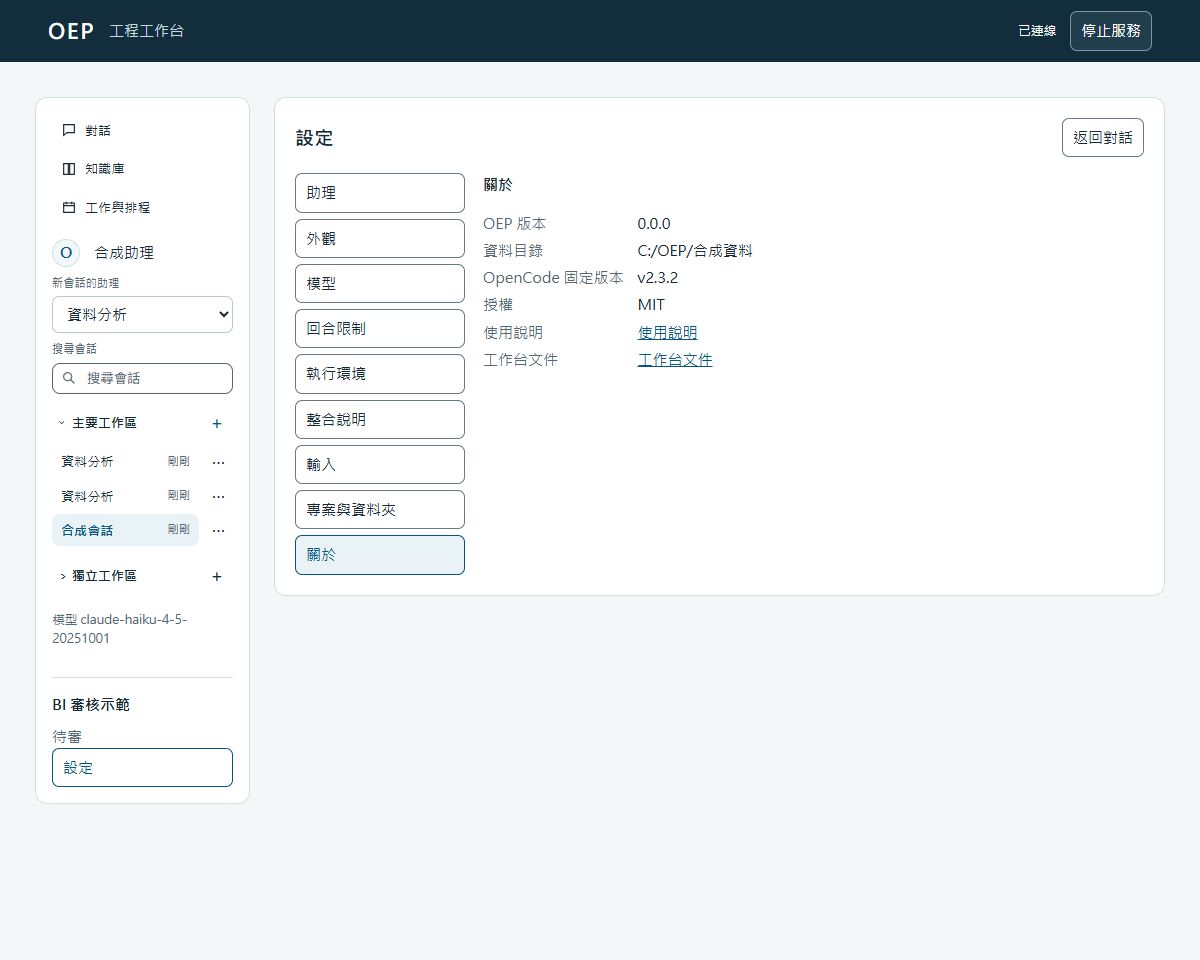 OEP 工程工作台
已連線
停止服務
對話
知識庫
工作與排程
O 合成助理
新會話的助理
資料分析
搜尋會話
搜尋會話
主要工作區 +
資料分析 剛剛 ...
資料分析 剛剛 ...
合成會話 剛剛 ...
獨立工作區 +
模型 claude-haiku-4-5-
20251001
BI 審核示範
待審
設定
設定
返回對話
助理
外觀
模型
回合限制
執行環境
整合說明
輸入
專案與資料夾
關於
關於
OEP 版本 0.0.0
資料目錄 C:/OEP/合成資料
OpenCode 固定版本 v2.3.2
授權 MIT
使用說明 使用說明
工作台文件 工作台文件